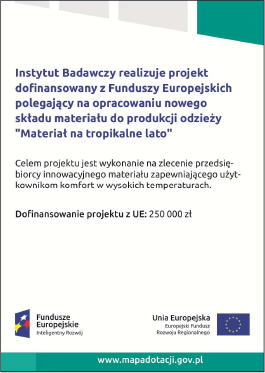 Instytut Badawczy realizuje projekt
dofinansowany z Funduszy Europejskich
polegający na opracowaniu nowego
składu materiału do produkcji odzieży
"Materiał na tropikalne lato"
Celem projektu jest wykonanie na zlecenie przedsię-
biorcy innowacyjnego materiału zapewniającego użyt-
kownikom komfort w wysokich temperaturach.
Dofinansowanie projektu z UE: 250 000 zł
Fundusze
Europejskie
Inteligentny Rozwój
Unia Europejska
Europejski Fundusz
Rozwoju Regionalnego
www.mapadotacji.gov.pl